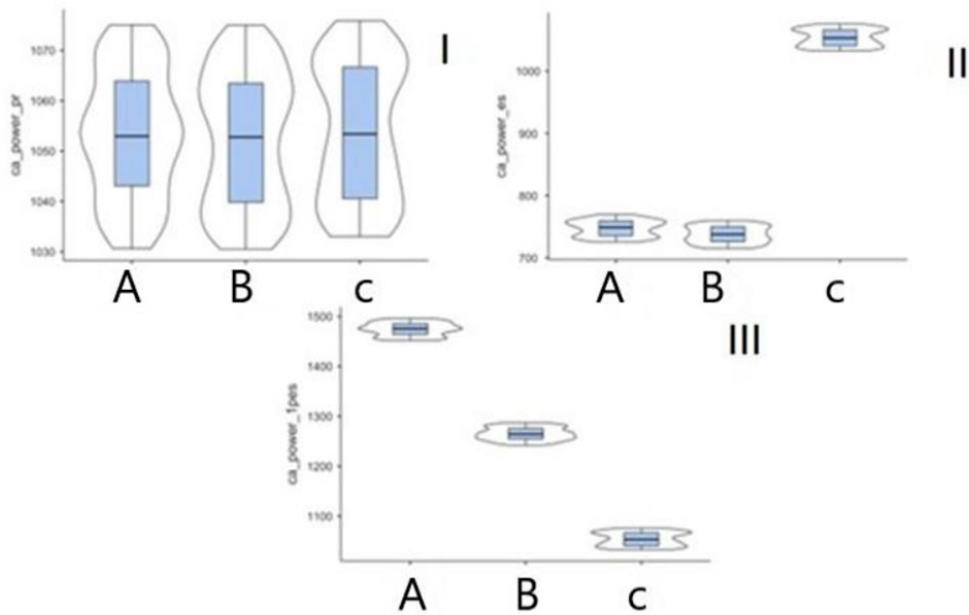 I
ca_power_pr
1070
1060
1050
1040
1030
A B c
II
ca_power_es
1000
900
800
700
A B c
III
ca_power_1pes
1500
1400
1300
1200
1100
A B c